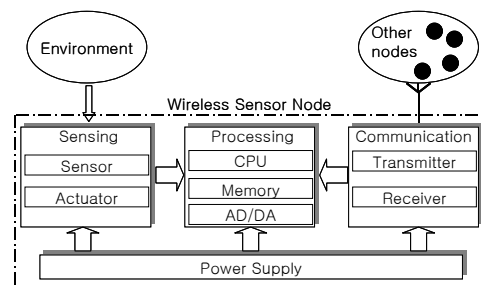 Environment
Other
nodes
Wireless Sensor Node
Sensing
Sensor
Actuator
Processing
CPU
Memory
AD/DA
Communication
Transmitter
Receiver
Power Supply